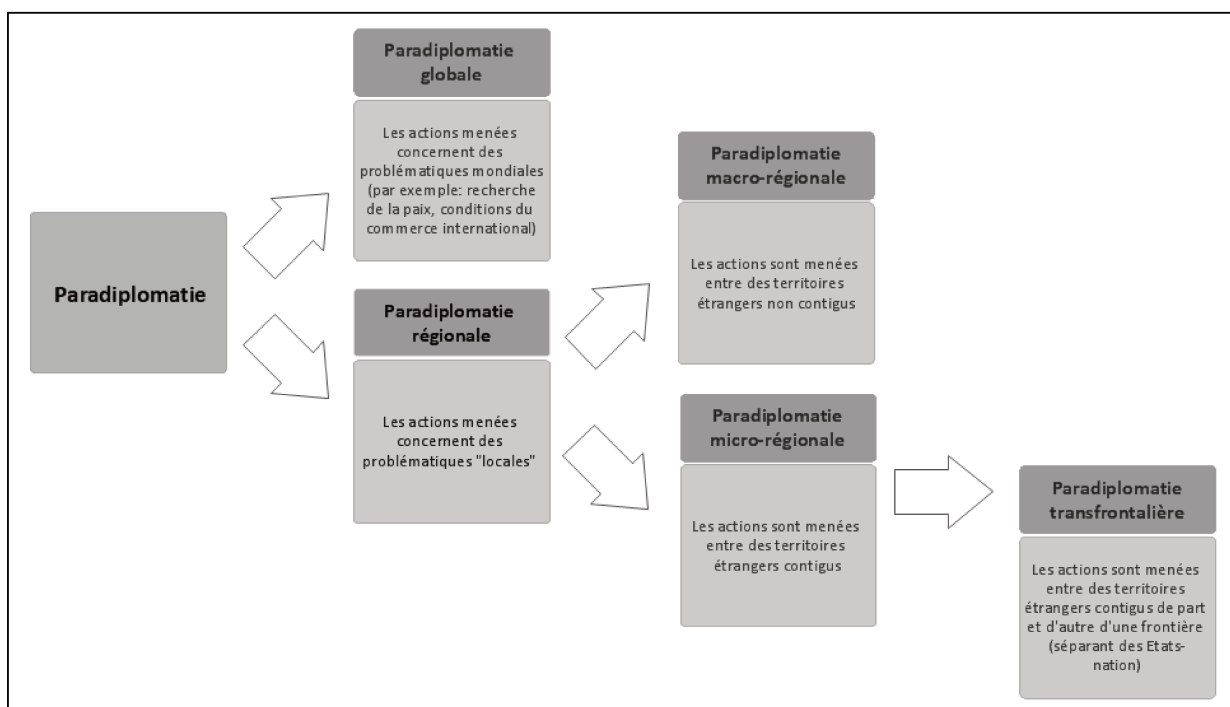 Paradiplomatie
Paradiplomatie
globale
Les actions menées
concernent des
problématiques mondiales
(par exemple: recherche
de la paix, conditions du
commerce international)
Paradiplomatie
régionale
Les actions menées
concernent des
problématiques "locales"
Paradiplomatie
macro-régionale
Les actions sont menées
entre des territoires
étrangers non contigus
Paradiplomatie
micro-régionale
Les actions sont menées
entre des territoires
étrangers contigus
Paradiplomatie
transfrontalière
Les actions sont menées
entre des territoires
étrangers contigus de part
et d'autre d'une frontière
(séparant des Etats-
nation)